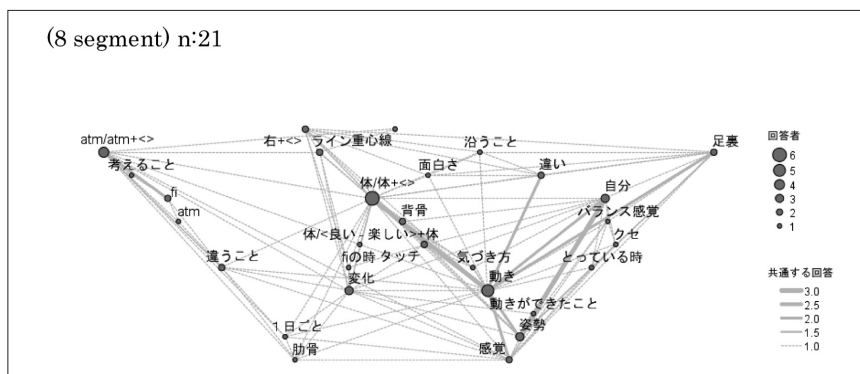 (8 segment) n:21
atm/atm+<>
右+<>
ライン重心線
沿うこと
足裏
考えること
面白さ
違い
fi
体/体+<>
自分
atm
背骨
バランス感覚
体/<良い - 楽しい>+体
クセ
違うこと
fiの時
タッチ
気づき方
動き
とっている時
変化
動きができたこと
1日ごと
姿勢
肋骨
感覚
回答者
6
5
4
3
2
1
共通する回答
3.0
2.5
2.0
1.5
1.0